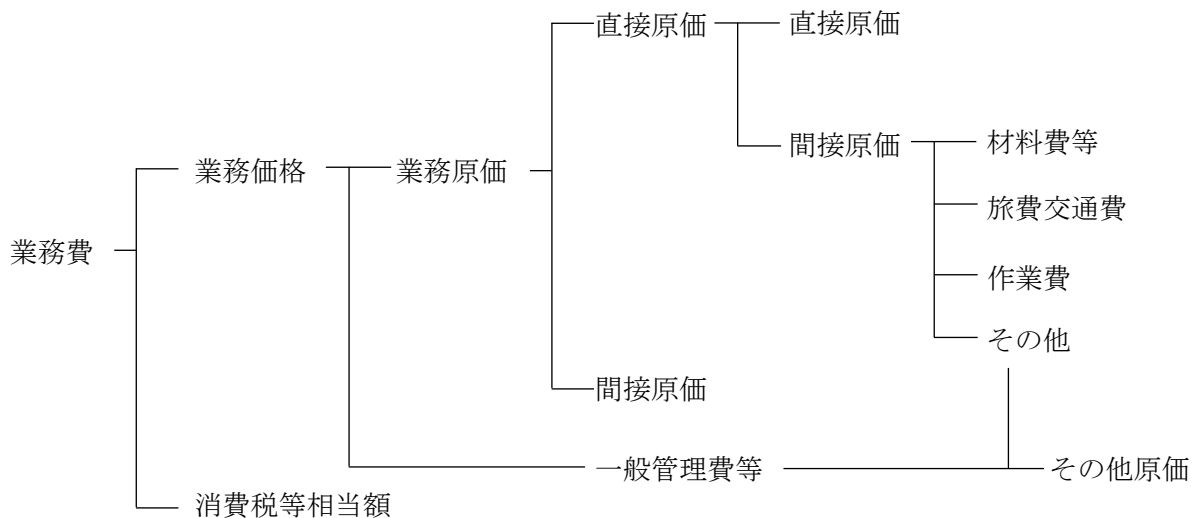 直接原価
直接原価
業務価格
業務原価
間接原価
材料費等
旅費交通費
業務費
作業費
その他
間接原価
一般管理費等
その他原価
消費税等相当額